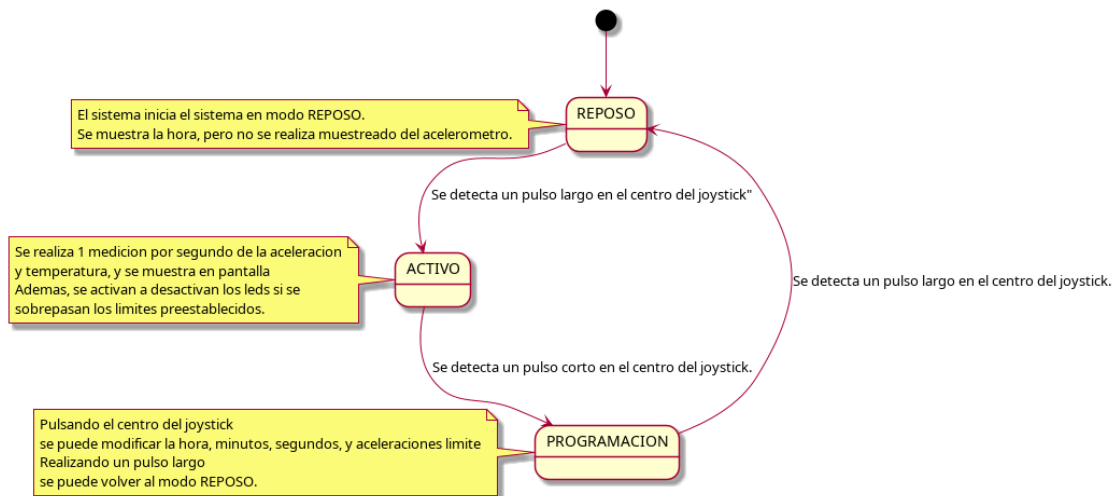 REPOSO
El sistema inicia el sistema en modo REPOSO.
Se muestra la hora, pero no se realiza muestreado del acelerometro.
Se detecta un pulso largo en el centro del joystick"
Se realiza 1 medicion por segundo de la aceleracion
y temperatura, y se muestra en pantalla
Ademas, se activan a desactivan los leds si se
sobrepasan los limites preestablecidos.
ACTIVO
Se detecta un pulso largo en el centro del joystick.
Se detecta un pulso corto en el centro del joystick.
Pulsando el centro del joystick
se puede modificar la hora, minutos, segundos, y aceleraciones limite
Realizando un pulso largo
se puede volver al modo REPOSO.
PROGRAMACION